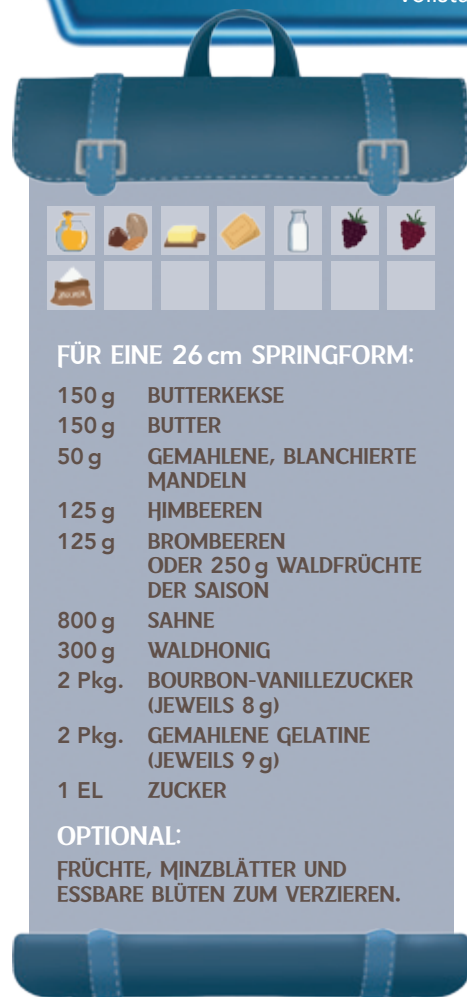 FÜR EINE 26 cm SPRINGFORM:
150 g BUTTERKEKSE
150 g BUTTER
50 g GEMAHLENE, BLANCHIERTE
MANDELN
125 g HIMBEEREN
125 g BROMBEEREN
ODER 250 g WALDFRÜCHTE
DER SAISON
800 g SAHNE
300 g WALDHONIG
2 Pkg. BOURBON-VANILLEZUCKER
(JEWEILS 8 g)
2 Pkg. GEMAHLENE GELATINE
(JEWEILS 9 g)
1 EL ZUCKER
OPTIONAL:
FRÜCHTE, MINZBLÄTTER UND
ESSBARE BLÜTEN ZUM VERZIEREN.